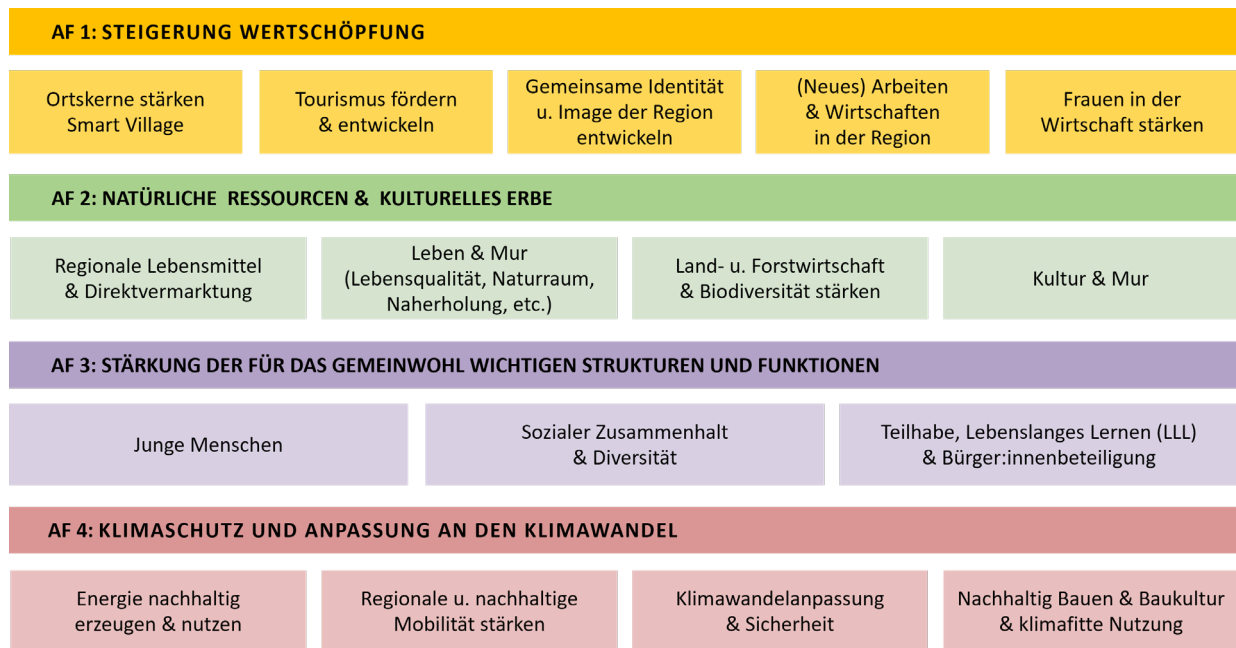 AF 1: STEIGERUNG WERTSCHÖPFUNG
Ortskerne stärken
Smart Village
Tourismus fördern
& entwickeln
Gemeinsame Identität
u. Image der Region
entwickeln
(Neues) Arbeiten
& Wirtschaften
in der Region
Frauen in der
Wirtschaft stärken
AF 2: NATÜRLICHE RESSOURCEN & KULTURELLES ERBE
Regionale Lebensmittel
& Direktvermarktung
Leben & Mur
(Lebensqualität, Naturraum,
Naherholung, etc.)
Land- u. Forstwirtschaft
& Biodiversität stärken
Kultur & Mur
AF 3: STÄRKUNG DER FÜR DAS GEMEINWOHL WICHTIGEN STRUKTUREN UND FUNKTIONEN
Junge Menschen
Sozialer Zusammenhalt
& Diversität
Teilhabe, Lebenslanges Lernen (LLL)
& Bürger:innenbeteiligung
AF 4: KLIMASCHUTZ UND ANPASSUNG AN DEN KLIMAWANDEL
Energie nachhaltig
erzeugen & nutzen
Regionale u. nachhaltige
Mobilität stärken
Klimawandelanpassung
& Sicherheit
Nachhaltig Bauen & Baukultur
& klimafitte Nutzung